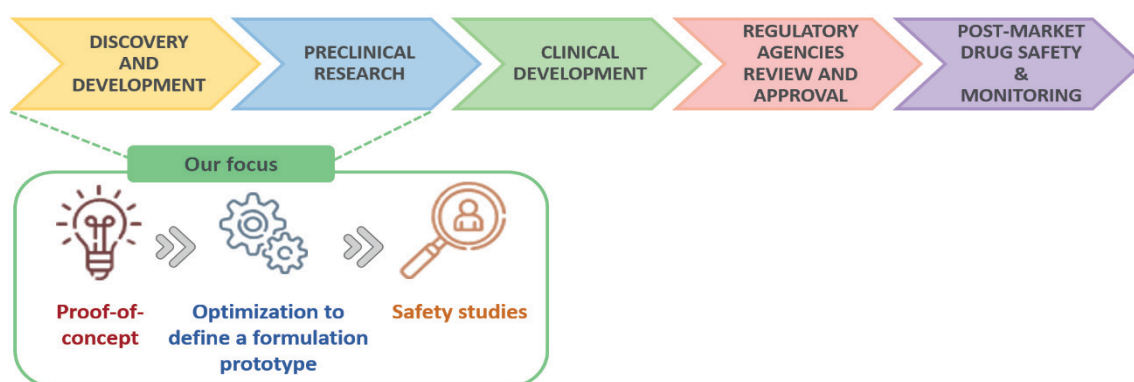 DISCOVERY
AND
DEVELOPMENT
PRECLINICAL
RESEARCH
CLINICAL
DEVELOPMENT
REGULATORY
AGENCIES
REVIEW AND
APPROVAL
POST-MARKET
DRUG SAFETY
&
MONITORING
Our focus
Proof-of-
concept
Optimization to
define a formulation
prototype
Safety studies